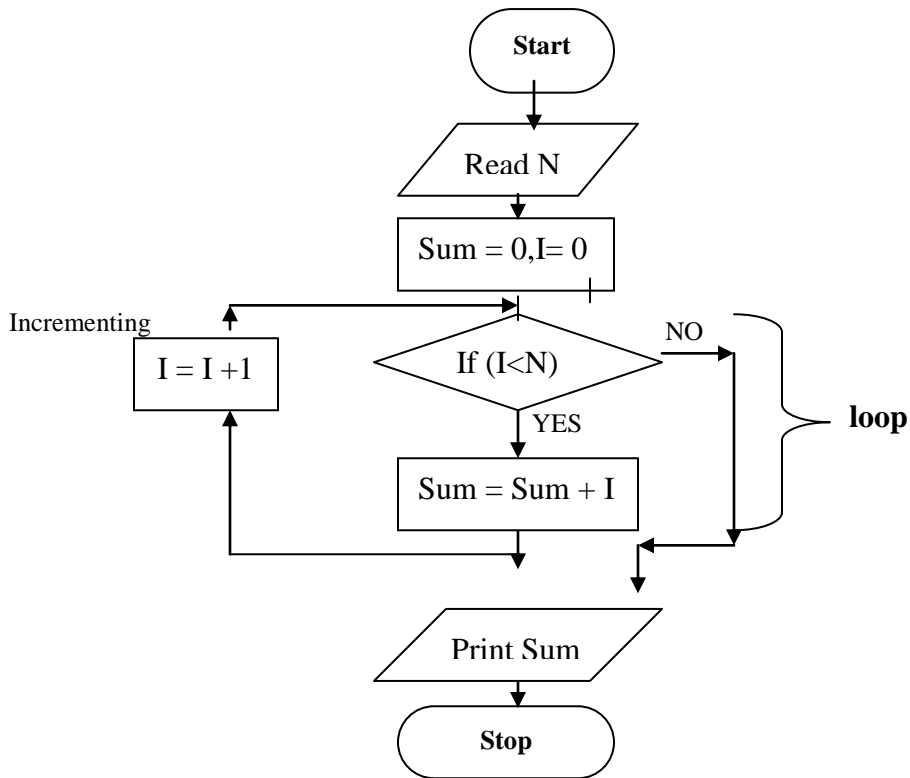 Start
Read N
Sum = 0,I= 0
Incrementing
I = I +1
If (I<N)
NO
YES
loop
Sum = Sum + I
Print Sum
Stop